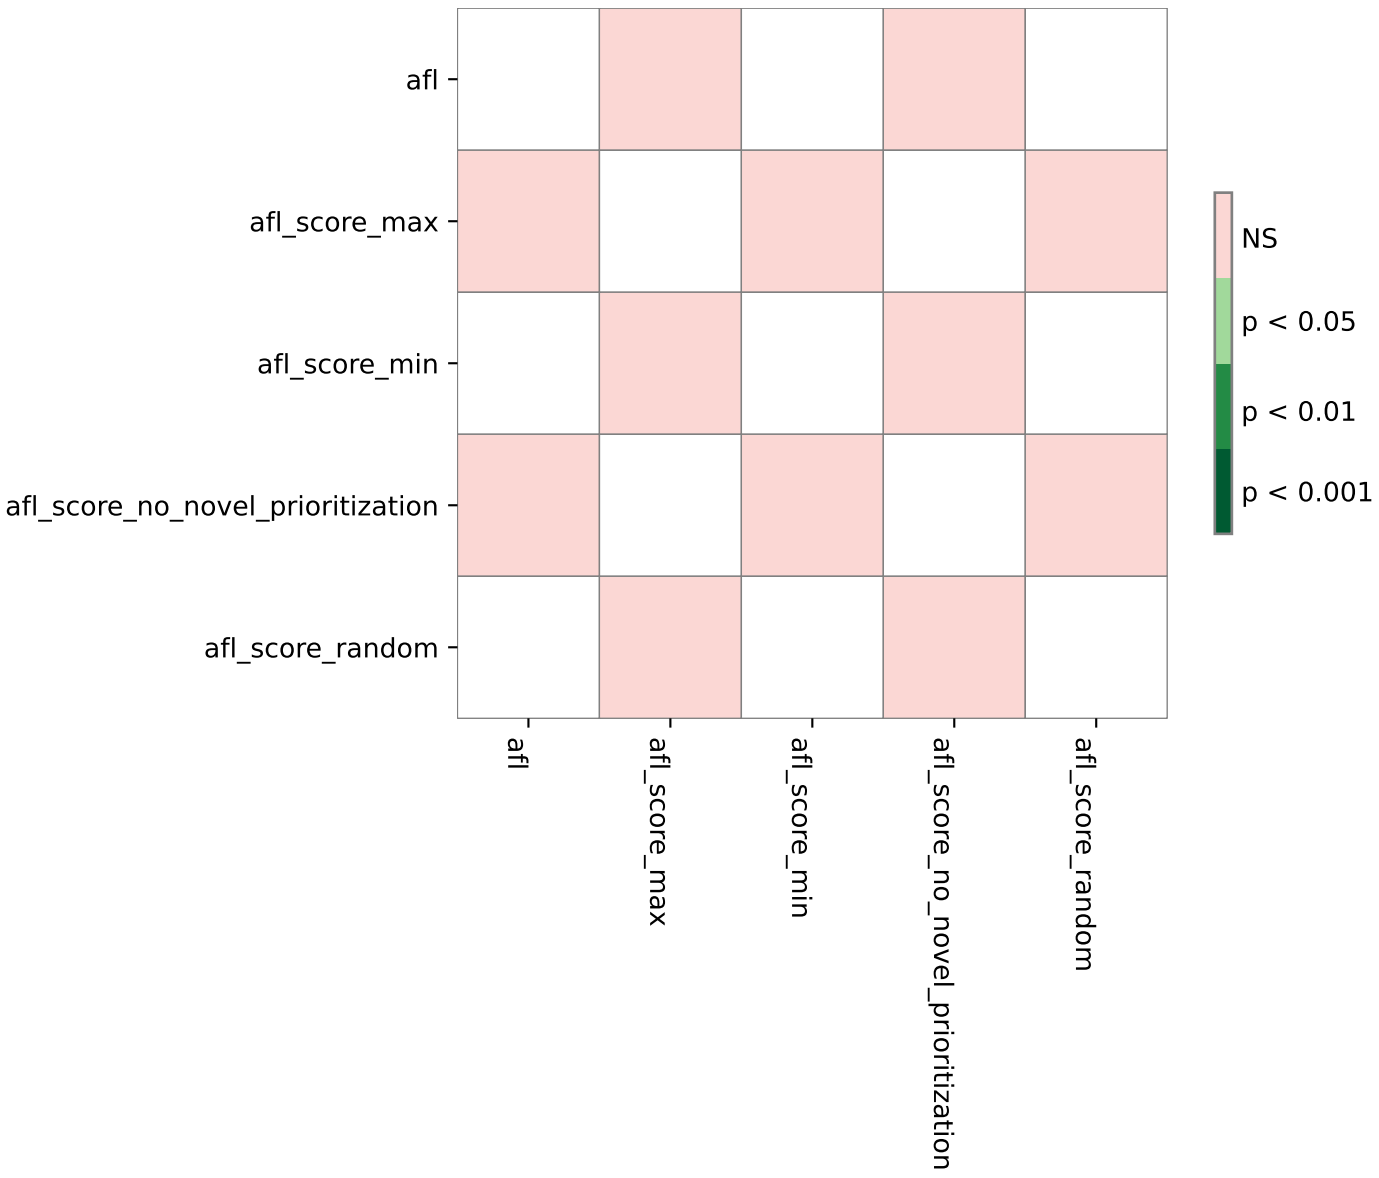 afl
afl_score_max
afl_score_min
afl_score_no_novel_prioritization
afl_score_random
afl
afl_score_max
afl_score_min
afl_score_no_novel_prioritization
afl_score_random
NS
p < 0.05
p < 0.01
p < 0.001